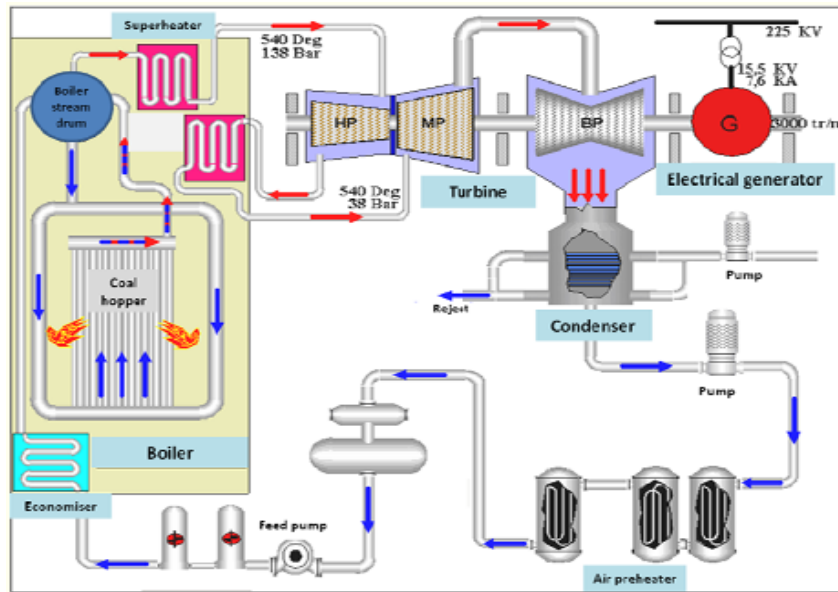 Superheater
540 Deg
138 Bar
225 KV
15,5 KV
7,6 KA
Boiler
stream
drum
HP
MP
BP
G
3000 tr/m
540 Deg
38 Bar
Turbine
Electrical generator
Coal
hopper
Pump
Reject
Condenser
Pump
Boiler
Economiser
Feed pump
Air preheater